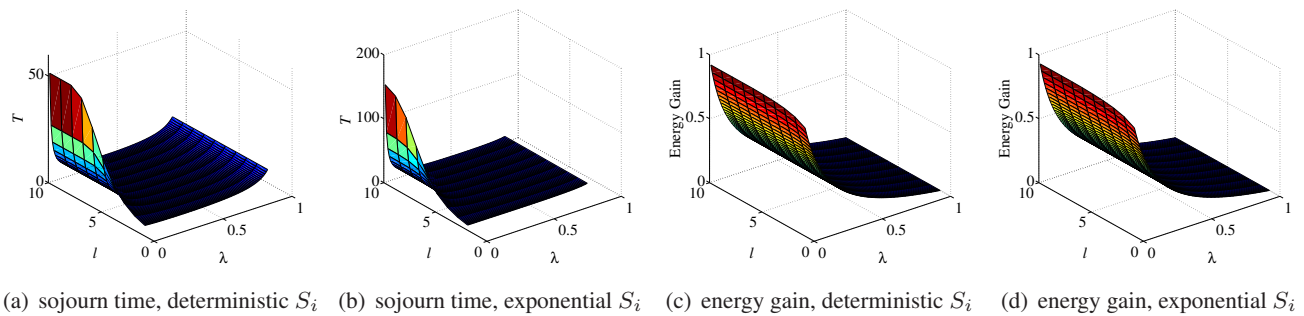 50
0
10
5
0
0
0.5
1
T
l
λ
200
100
0
10
5
0
0
0.5
1
T
l
λ
1
0.5
0
10
5
0
0
0.5
1
Energy Gain
l
λ
1
0.5
0
10
5
0
0
0.5
1
Energy Gain
l
λ
(a) sojourn time, deterministic S_i
(b) sojourn time, exponential S_i
(c) energy gain, deterministic S_i
(d) energy gain, exponential S_i